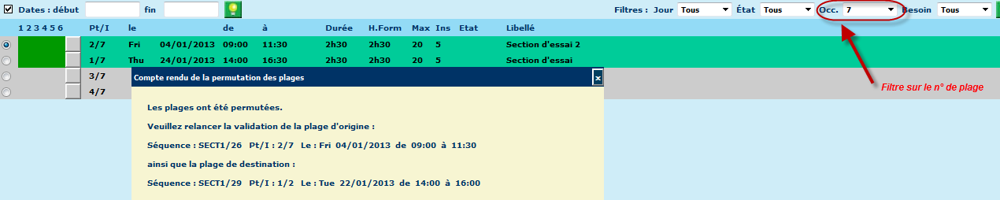 Dates : début fin Filtres : Jour Tous État Tous Occ. 7 Besoin Tous
1 2 3 4 5 6 Pt/I le de à Durée H.Form Max Ins Etat Libellé
2/7 Fri 04/01/2013 09:00 11:30 2h30 2h30 20 5 Section d'essai 2
1/7 Thu 24/01/2013 14:00 16:30 2h30 2h30 20 5 Section d'essai
3/7
4/7
Compte rendu de la permutation des plages x
Filtre sur le n° de plage
Les plages ont été permutées.
Veuillez relancer la validation de la plage d'origine :
Séquence : SECT1/26 Pt/I : 2/7 Le : Fri 04/01/2013 de 09:00 à 11:30
ainsi que la plage de destination :
Séquence : SECT1/29 Pt/I : 1/2 Le : Tue 22/01/2013 de 14:00 à 16:00